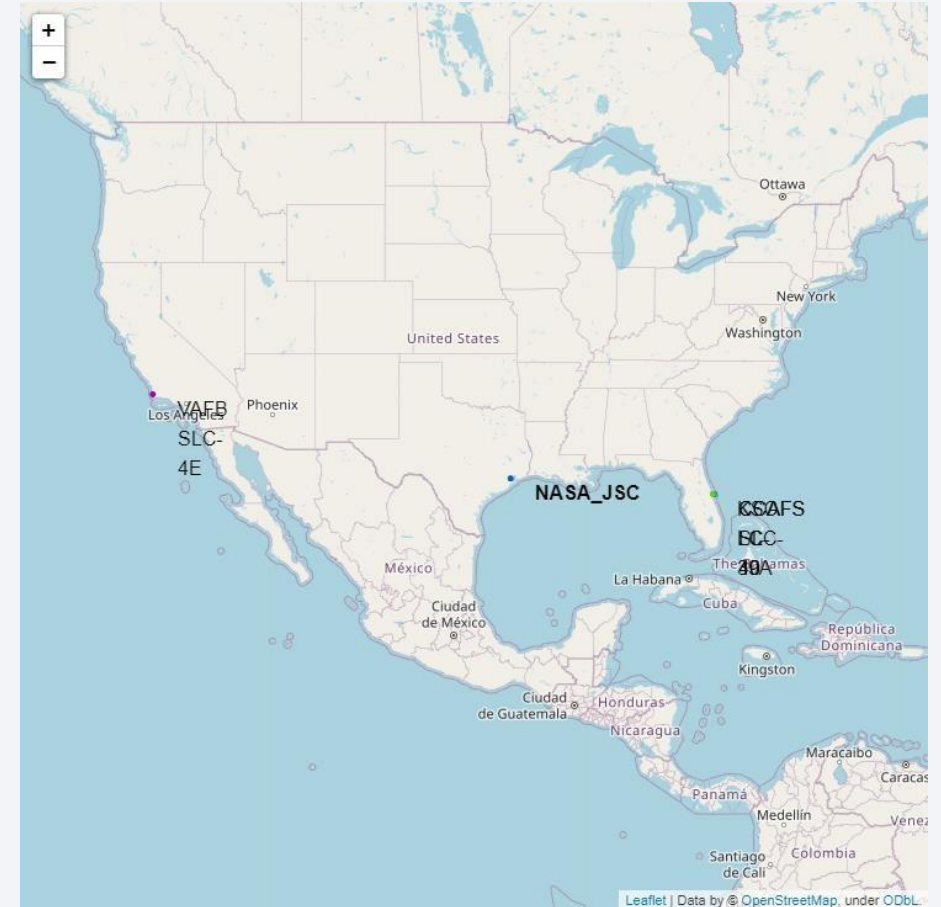 +
−
Ottawa
New York
Washington
United States
Phoenix
Los Angeles
VAFB
SLC-
4E
NASA_JSC
México
La Habana
The Bahamas
Cuba
Ciudad
de México
República
Dominicana
Kingston
Ciudad
de Guatemala
Honduras
Nicaragua
Maracaibo
Caracas
Panamá
Medellín
Santiago
de Cali
Colombia
Leaflet | Data by © OpenStreetMap, under ODbL.